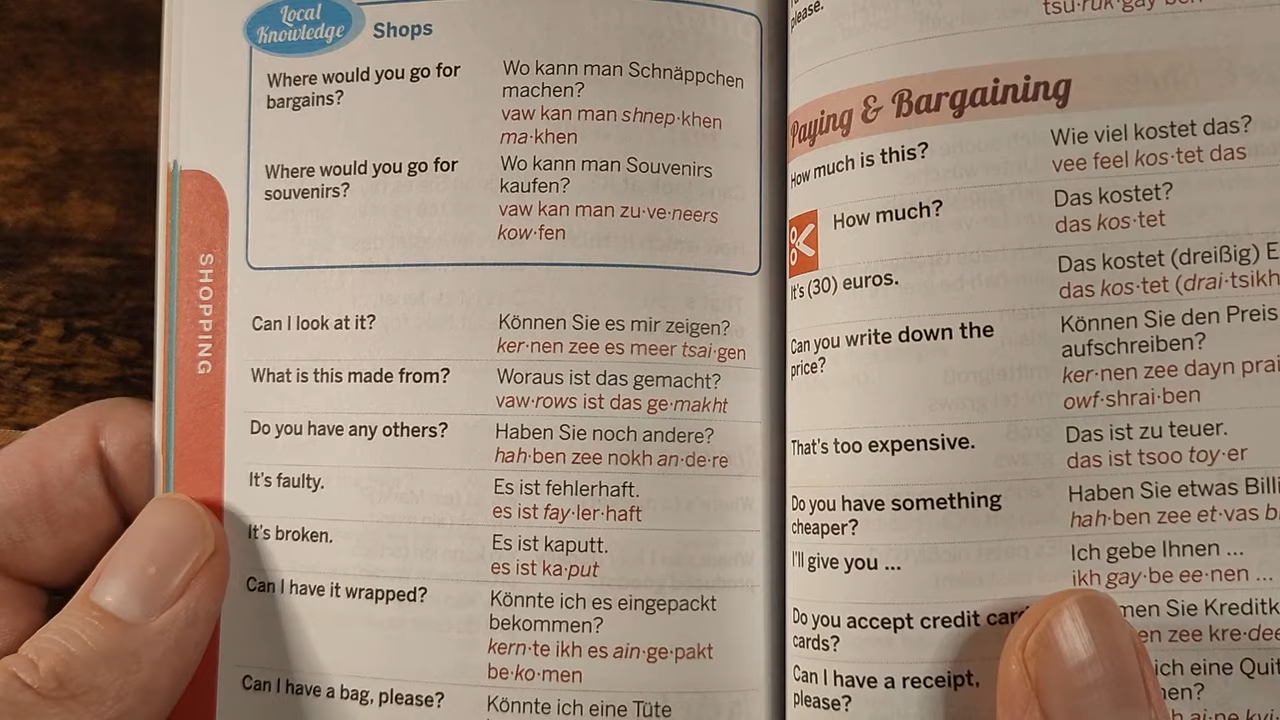 Local
Knowledge
Shops
Where would you go for
bargains?
Wo kann man Schnäppchen
machen?
vaw kan man shnep·khen
ma·khen
Where would you go for
souvenirs?
Wo kann man Souvenirs
kaufen?
vaw kan man zu·ve·neers
kow·fen
SHOPPING
Can I look at it?
Können Sie es mir zeigen?
ker·nen zee es meer tsai·gen
What is this made from?
Woraus ist das gemacht?
vaw·rows ist das ge·makht
Do you have any others?
Haben Sie noch andere?
hah·ben zee nokh an·de·re
It's faulty.
Es ist fehlerhaft.
es ist fay·ler·haft
It's broken.
Es ist kaputt.
es ist ka·put
Can I have it wrapped?
Könnte ich es eingepackt
bekommen?
kern·te ikh es ain·ge·pakt
be·ko·men
Can I have a bag, please?
Könnte ich eine Tüte
please.
Paying & Bargaining
How much is this?
Wie viel kostet das?
vee feel kos·tet das
How much?
Das kostet?
das kos·tet
It's (30) euros.
Das kostet (dreißig)
das kos·tet (drai·tsikh
Can you write down the
price?
Können Sie den Preis
aufschreiben?
ker·nen zee dayn
owf·shrai·ben
That's too expensive.
Das ist zu teuer.
das ist tsoo toy·er
Do you have something
cheaper?
Haben Sie etwas
hah·ben zee et·vas
I'll give you ...
Ich gebe Ihnen ...
ikh gay·be ee·nen ...
Do you accept credit
cards?
Sie
zee
Can I have a receipt,
please?
ich eine